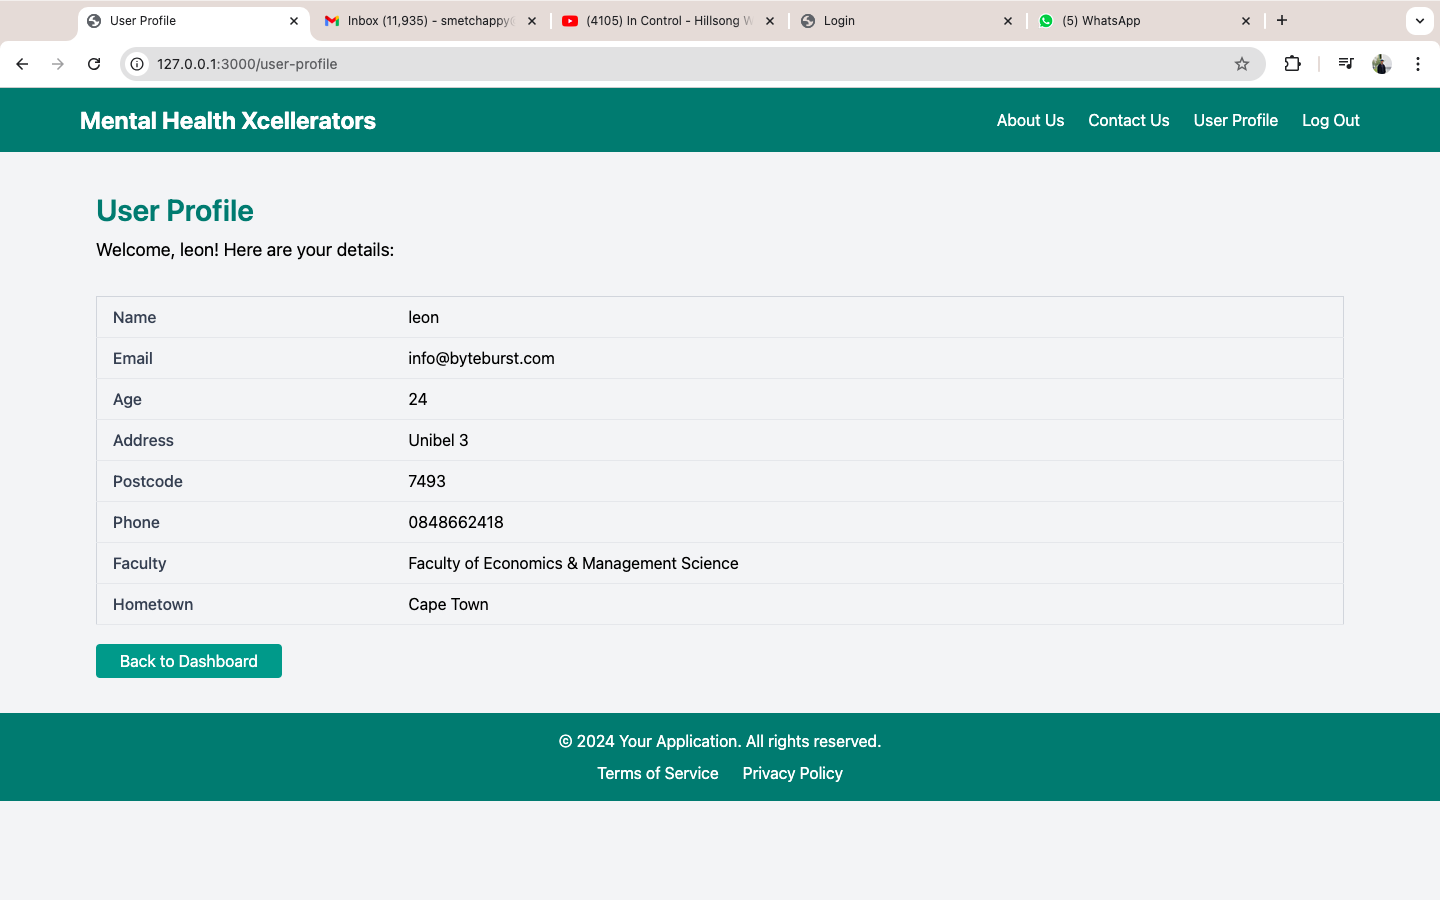 User Profile
Inbox (11,935) - smetchappy
(4105) In Control - Hillsong
Login
(5) WhatsApp
127.0.0.1:3000/user-profile
Mental Health Xcellerators
About Us Contact Us User Profile Log Out
User Profile
Welcome, leon! Here are your details:
Name leon
Email info@byteburst.com
Age 24
Address Unibel 3
Postcode 7493
Phone 0848662418
Faculty Faculty of Economics & Management Science
Hometown Cape Town
Back to Dashboard
© 2024 Your Application. All rights reserved.
Terms of Service Privacy Policy